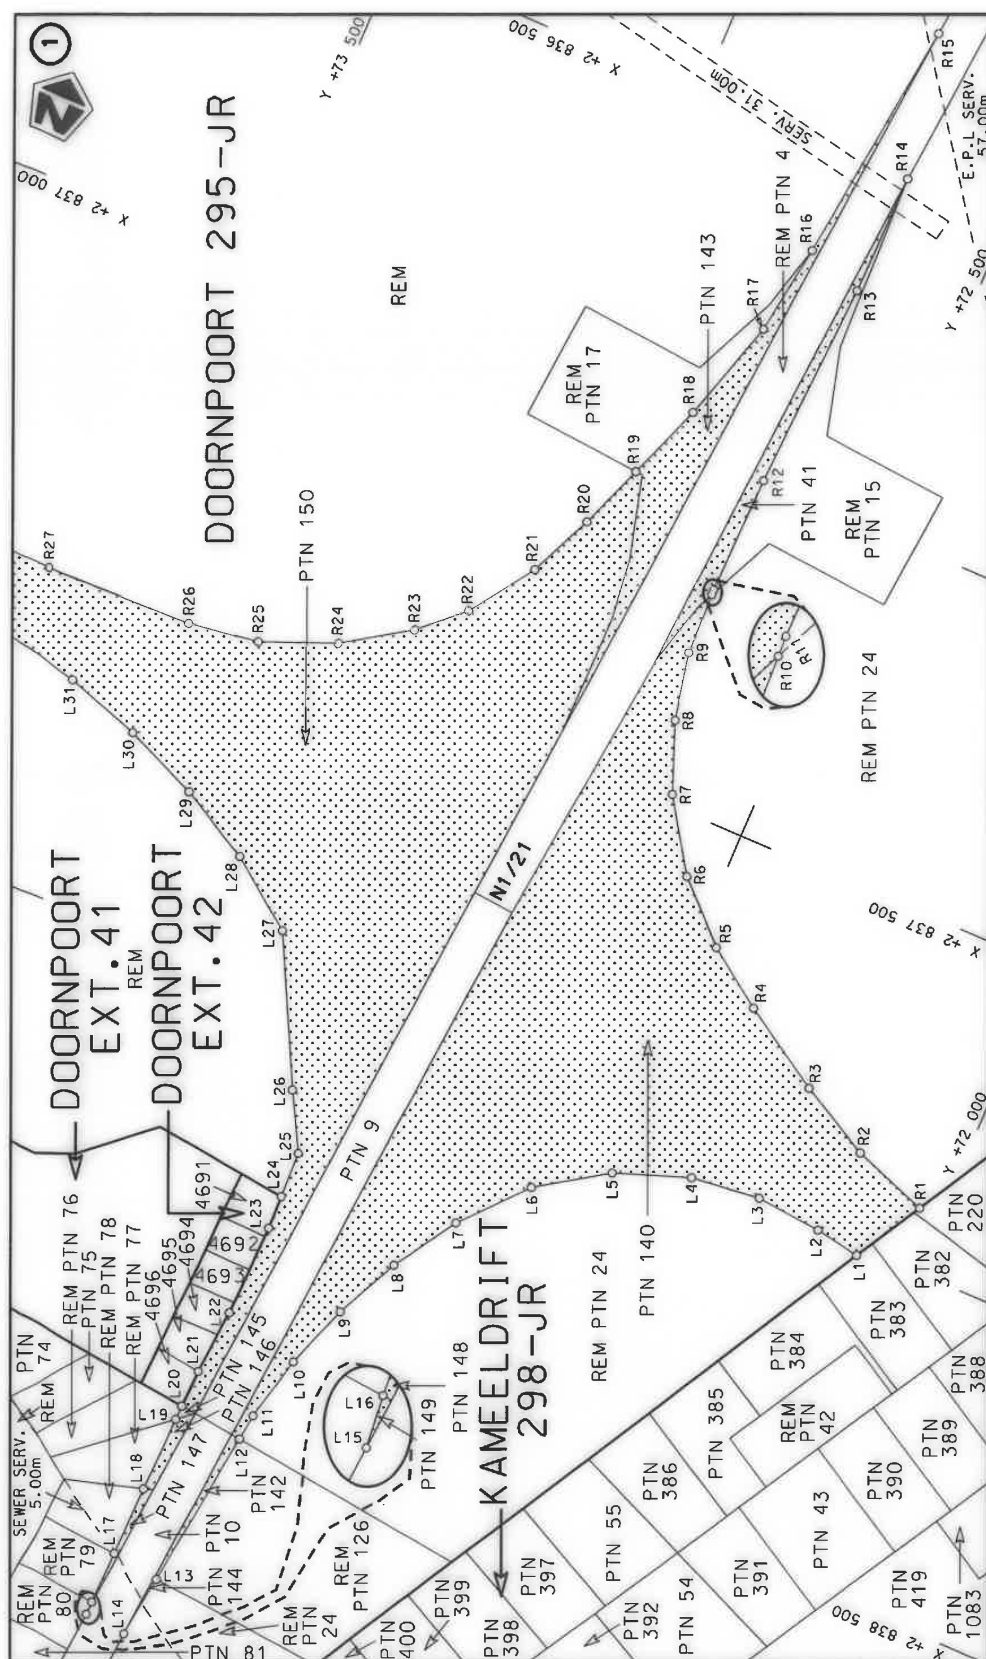 1
X +2 837 000
Y +73 500
X +2 836 500
DOORNPOORT 295-JR
REM
SERV. 31.00m
E.P.L SERV.
57.00m
R15
R14
R13
R16
REM PTN 4
PTN 143
R17
R18
REM
PTN 17
R19
R20
R21
R22
R23
R24
R25
R26
R27
PTN 150
Y +72 500
R12
PTN 41
REM
PTN 15
R10
R11
REM PTN 24
R9
R8
R7
R6
R5
R4
R3
R2
R1
X +2 837 500
Y +72 000
L31
L30
L29
L28
L27
L26
L25
L24
L23
L22
L21
L20
L19
L18
L17
DOORNPOORT
EXT.41
REM
DOORNPOORT
EXT.42
N1/21
PTN 9
4691
4692
4693
4694
4695
4696
REM PTN 76
PTN 75
REM PTN 78
REM PTN 77
PTN
74
REM
SEWER SERV.
5.00m
REM
PTN
79
REM
PTN
80
PTN 145
PTN 146
PTN 147
PTN
10
PTN
142
PTN
144
PTN 81
REM
PTN
24
REM
PTN 126
L14
L13
L12
L11
L10
L9
L8
L7
L6
L5
L4
L3
L2
L1
L15
L16
PTN 149
PTN 148
KAMEELDRIFT
298-JR
REM PTN 24
PTN 140
PTN
220
PTN
382
PTN
383
PTN
384
PTN 385
PTN
386
REM
PTN
42
PTN
388
PTN
389
PTN
390
PTN 43
PTN
391
PTN 55
PTN 54
PTN
392
PTN
397
PTN
398
PTN
399
PTN
400
PTN
419
PTN
1083
X +2 838 500